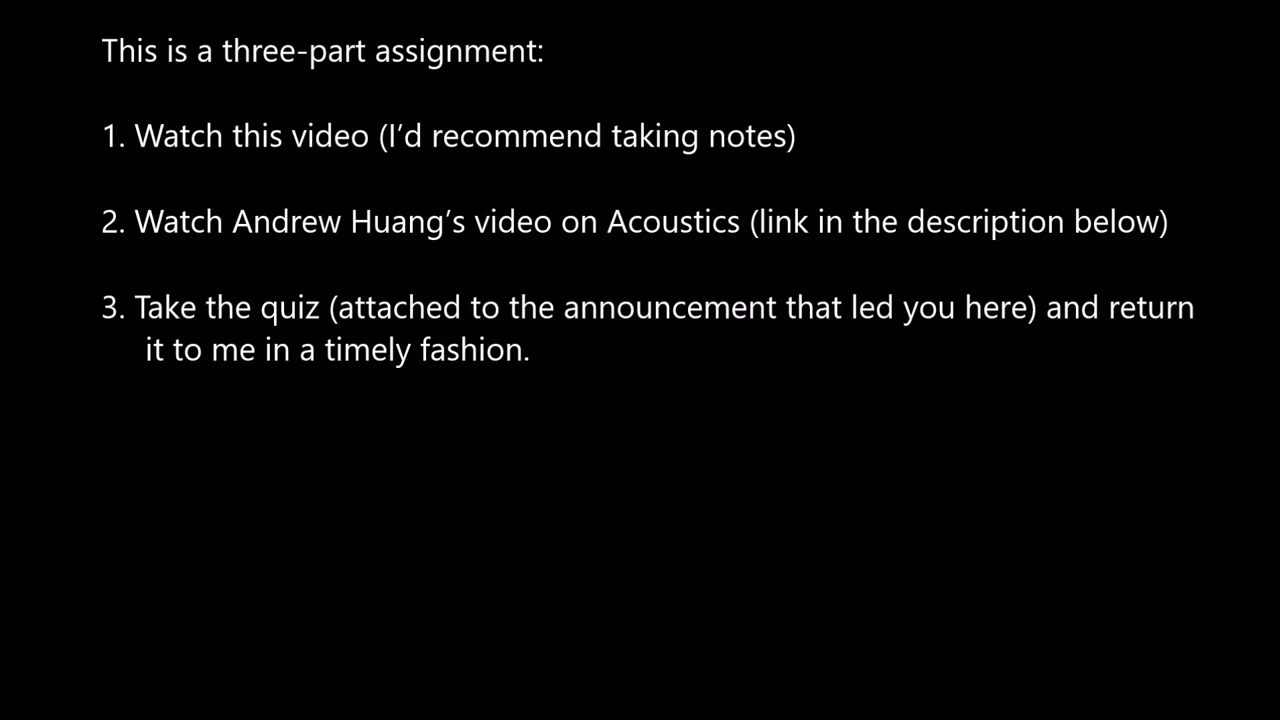 This is a three-part assignment:
1. Watch this video (I’d recommend taking notes)
2. Watch Andrew Huang’s video on Acoustics (link in the description below)
3. Take the quiz (attached to the announcement that led you here) and return
it to me in a timely fashion.